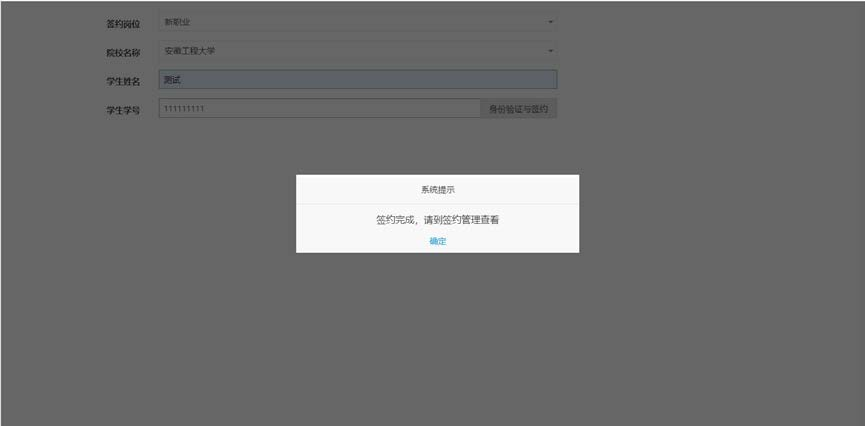 签约岗位 新职业
院校名称 安徽工程大学
学生姓名 测试
学生学号 111111111 身份验证与签约
系统提示
签约完成，请到签约管理查看
确定